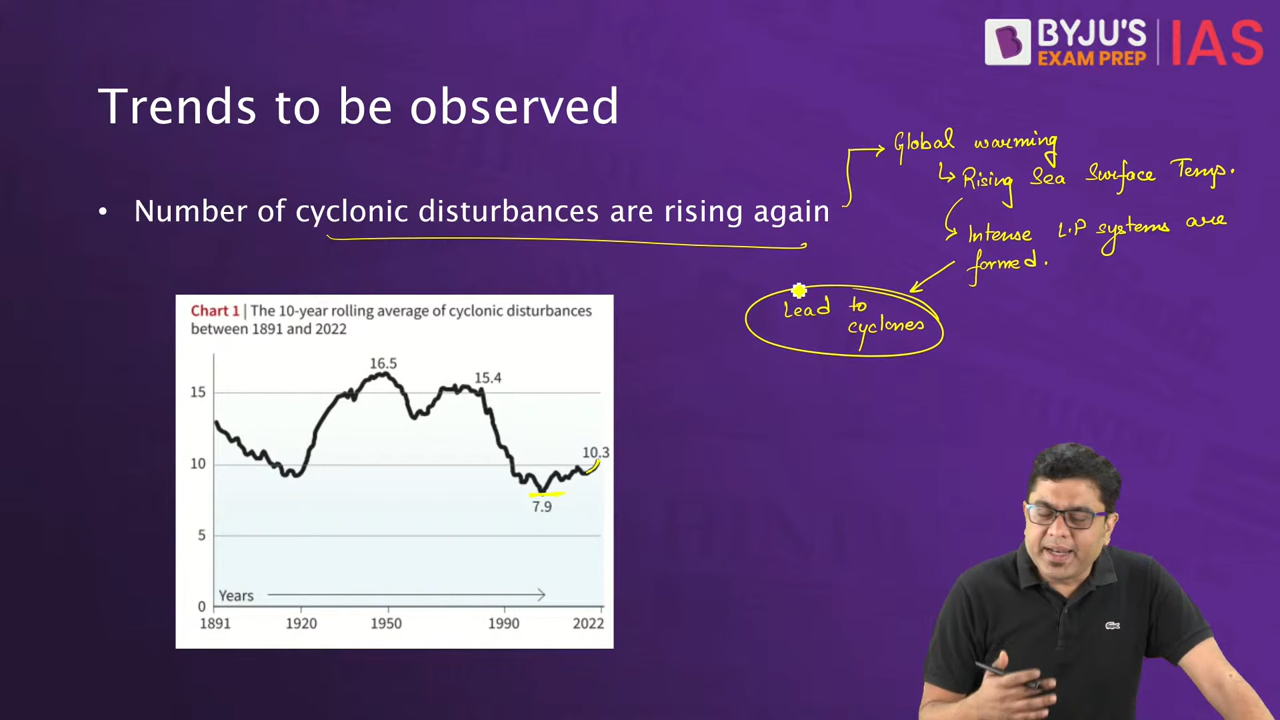 BYJU'S
EXAM PREP
IAS
Trends to be observed
• Number of cyclonic disturbances are rising again
Global warming
↳ Rising Sea Surface Temp.
Intense L.P systems are
formed.
Lead to
cyclones
Chart 1 | The 10-year rolling average of cyclonic disturbances
between 1891 and 2022
16.5
15.4
15
10.3
10
7.9
5
Years
0
1891 1920 1950 1990 2022